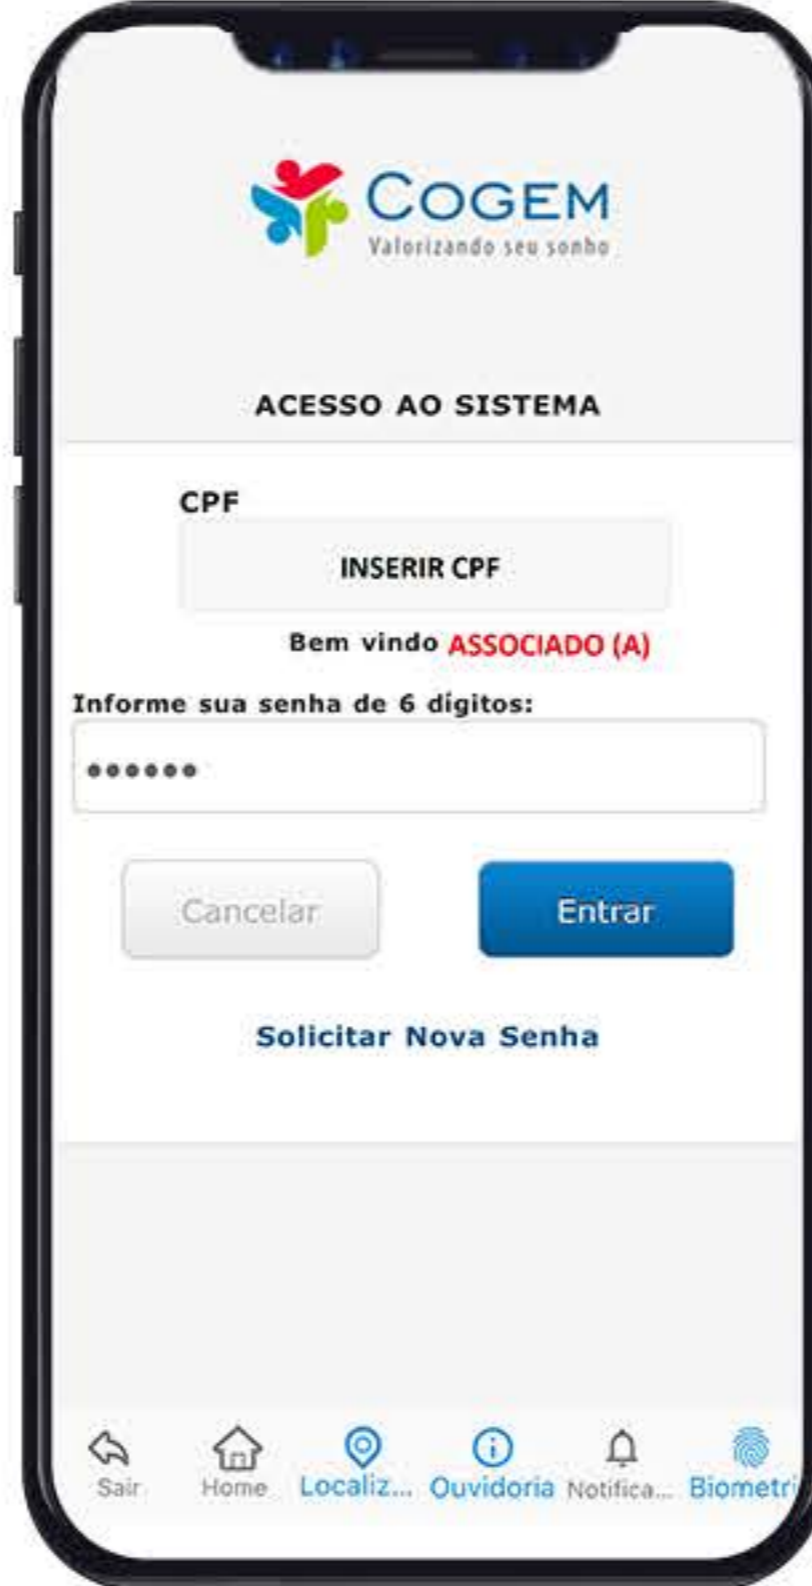 COGEM
Valorizando seu sonho
ACESSO AO SISTEMA
CPF
INSERIR CPF
Bem vindo ASSOCIADO (A)
Informe sua senha de 6 dígitos:
••••••
Cancelar Entrar
Solicitar Nova Senha
Sair Home Localiz... Ouvidoria Notifica... Biometri